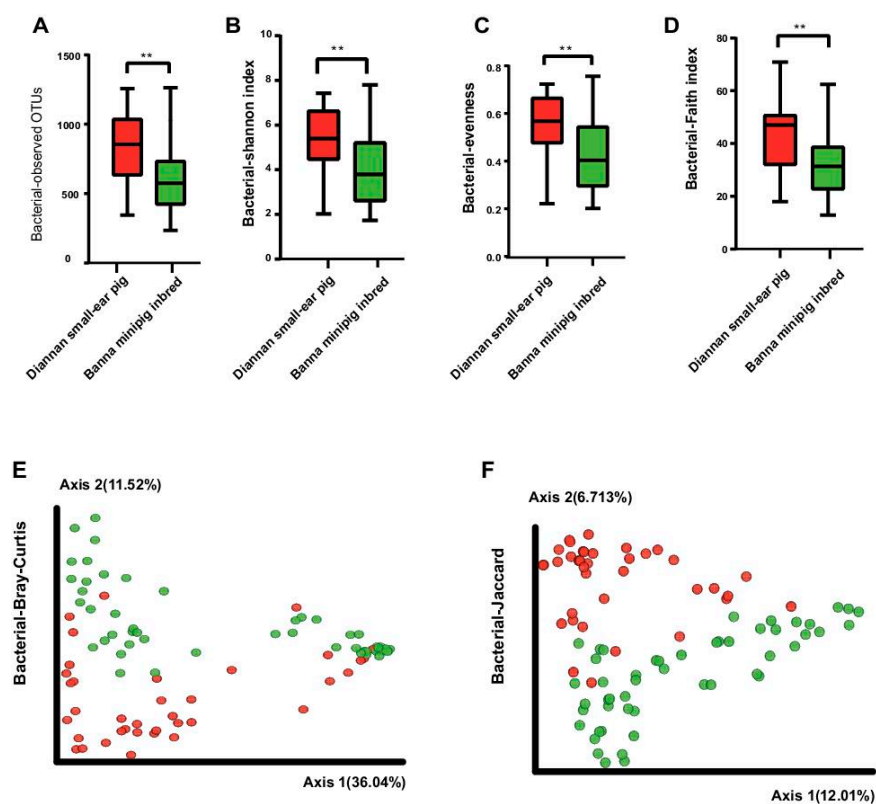 A
Bacterial-observed OTUs
1500
1000
500
0
**
Diannan small-ear pig
Banna minipig inbred
B
Bacterial-shannon index
10
8
6
4
2
0
**
Diannan small-ear pig
Banna minipig inbred
C
Bacterial-evenness
0.8
0.6
0.4
0.2
0.0
**
Diannan small-ear pig
Banna minipig inbred
D
Bacterial-Faith index
80
60
40
20
0
**
Diannan small-ear pig
Banna minipig inbred
E
Axis 2(11.52%)
Bacterial-Bray-Curtis
Axis 1(36.04%)
F
Axis 2(6.713%)
Bacterial-Jaccard
Axis 1(12.01%)